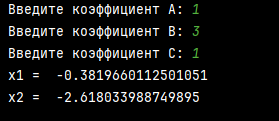 Введите коэффициент A: 1
Введите коэффициент B: 3
Введите коэффициент C: 1
x1 =  -0.3819660112501051
x2 =  -2.618033988749895